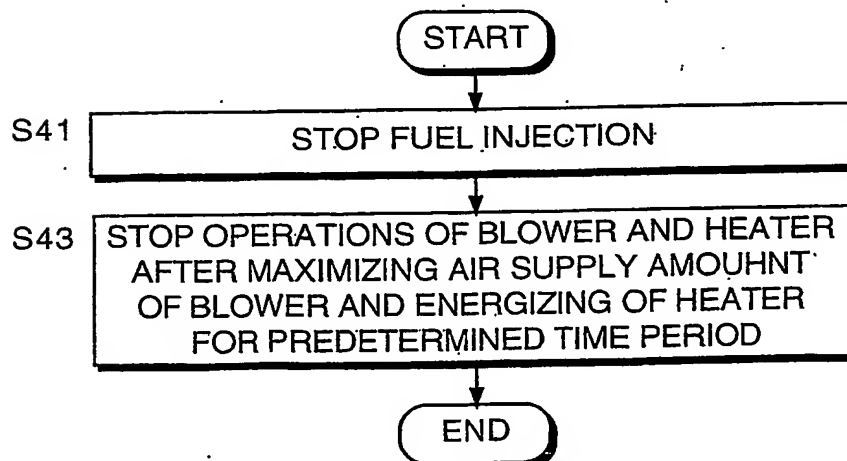 START
S41 STOP FUEL INJECTION
S43 STOP OPERATIONS OF BLOWER AND HEATER
AFTER MAXIMIZING AIR SUPPLY AMOUHNT
OF BLOWER AND ENERGIZING OF HEATER
FOR PREDETERMINED TIME PERIOD
END